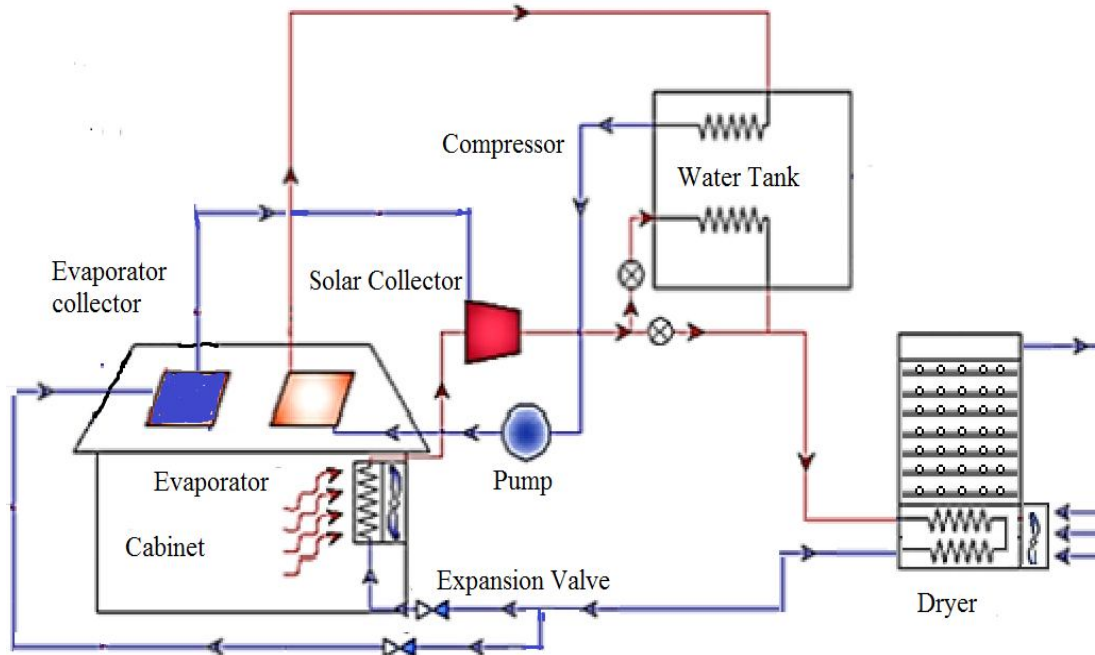 Compressor
Water Tank
Evaporator
collector
Solar Collector
Evaporator
Pump
Cabinet
Expansion Valve
Dryer